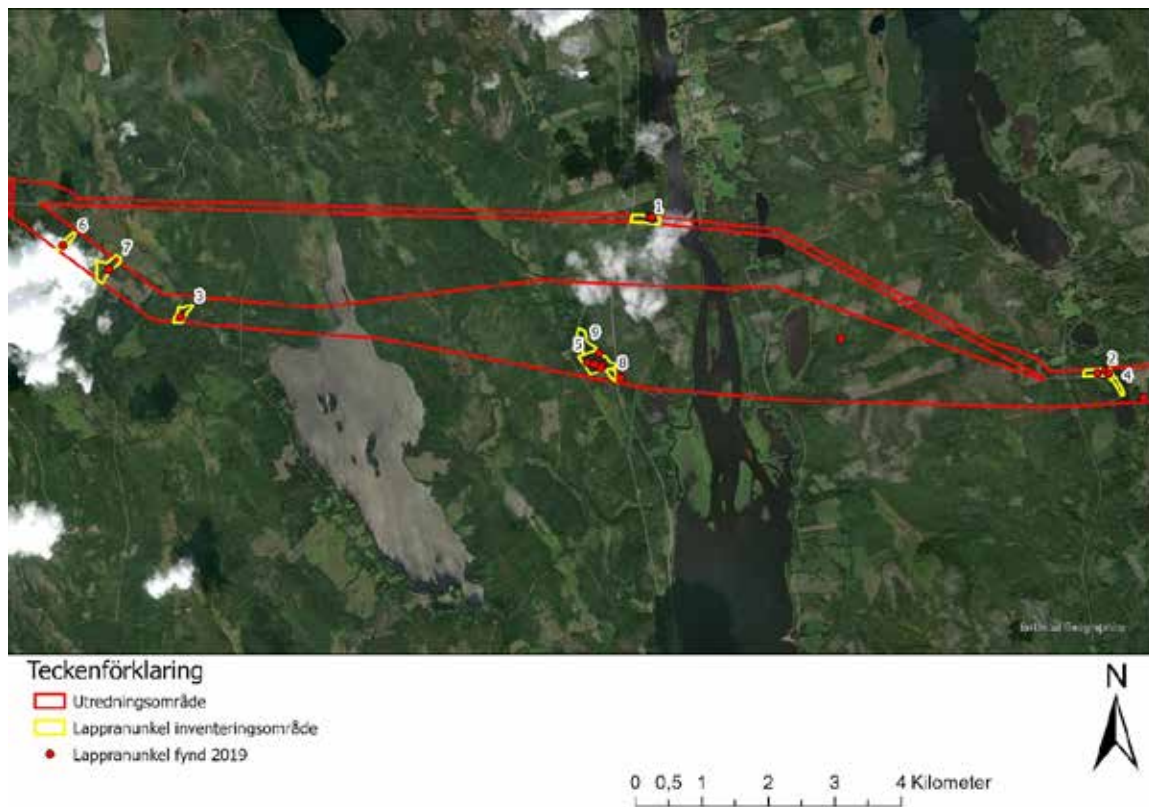 1
6
7
3
9
5
8
2
4
Teckenförklaring
Utredningsområde
Lappranunkel inventeringsområde
Lappranunkel fynd 2019
N
0 0,5 1 2 3 4 Kilometer